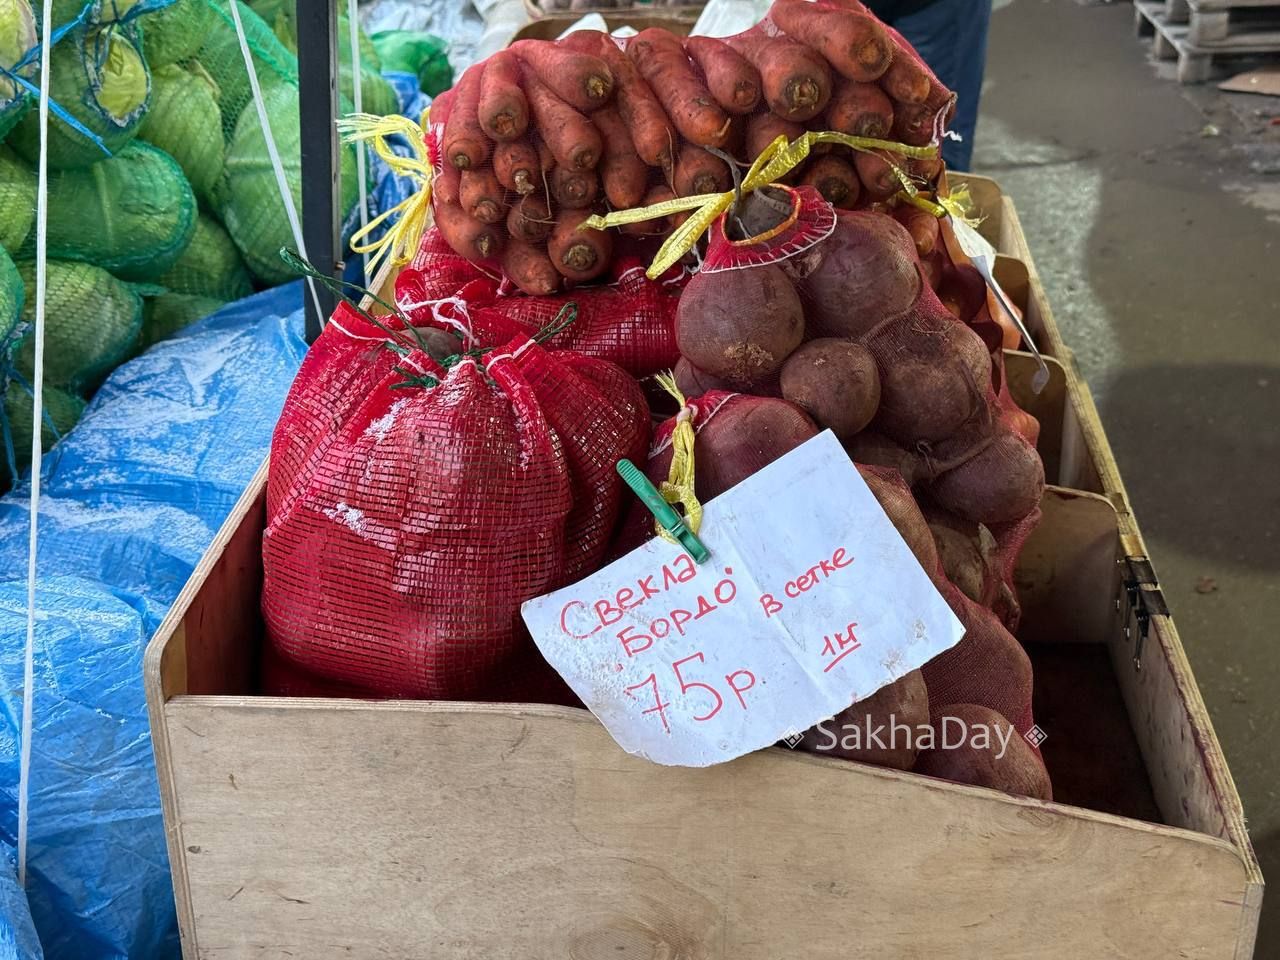 Свекла
Бордо
в сетке
75р.
1кг
SakhaDay